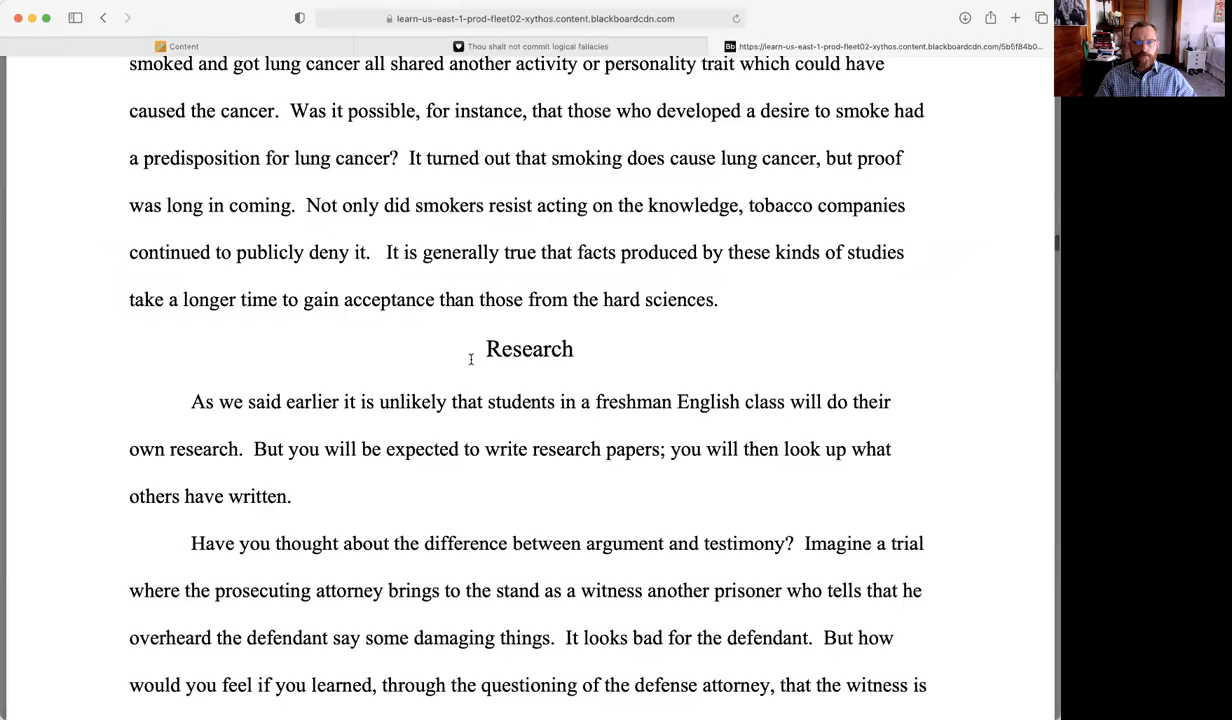 learn-us-east-1-prod-fleet02-xythos.content.blackboardcdn.com
Content
Thou shalt not commit logical fallacies
Bb https://learn-us-east-1-prod-fleet02-xythos.content.blackboardcdn.com/5b5f84b0...
smoked and got lung cancer all shared another activity or personality trait which could have
caused the cancer. Was it possible, for instance, that those who developed a desire to smoke had
a predisposition for lung cancer? It turned out that smoking does cause lung cancer, but proof
was long in coming. Not only did smokers resist acting on the knowledge, tobacco companies
continued to publicly deny it. It is generally true that facts produced by these kinds of studies
take a longer time to gain acceptance than those from the hard sciences.
Research
As we said earlier it is unlikely that students in a freshman English class will do their
own research. But you will be expected to write research papers; you will then look up what
others have written.
Have you thought about the difference between argument and testimony? Imagine a trial
where the prosecuting attorney brings to the stand as a witness another prisoner who tells that he
overheard the defendant say some damaging things. It looks bad for the defendant. But how
would you feel if you learned, through the questioning of the defense attorney, that the witness is